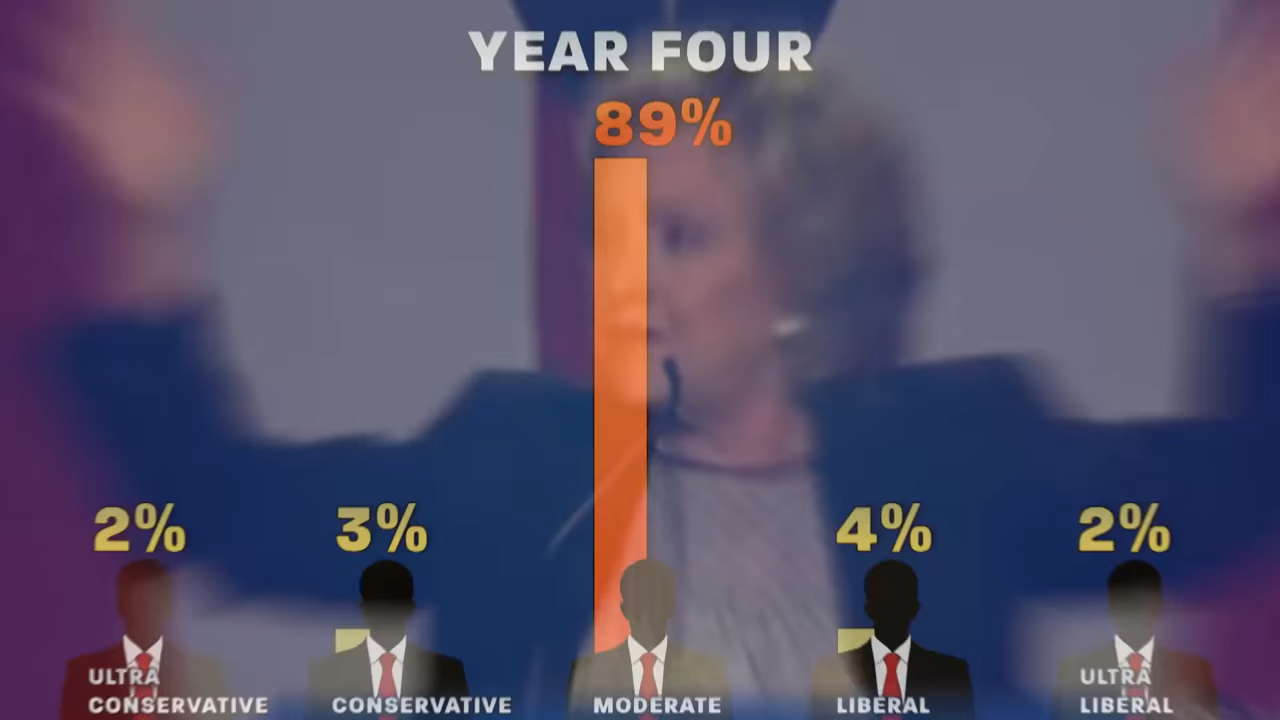 YEAR FOUR
89%
2%
3%
4%
2%
ULTRA
CONSERVATIVE
CONSERVATIVE
MODERATE
LIBERAL
ULTRA
LIBERAL